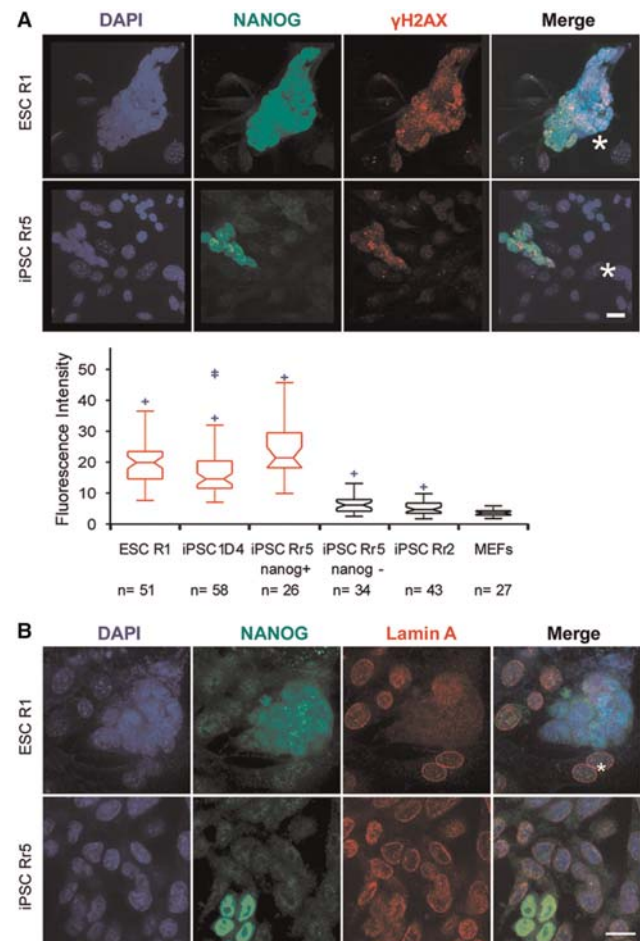 A
DAPI NANOG γH2AX Merge
ESC R1
*
iPSC Rr5
*
Fluorescence Intensity
50
40
30
20
10
0
ESC R1 iPSC1D4 iPSC Rr5 iPSC Rr5 iPSC Rr2 MEFs
nanog+ nanog -
n= 51 n= 58 n= 26 n= 34 n= 43 n= 27
B
DAPI NANOG Lamin A Merge
ESC R1
*
iPSC Rr5